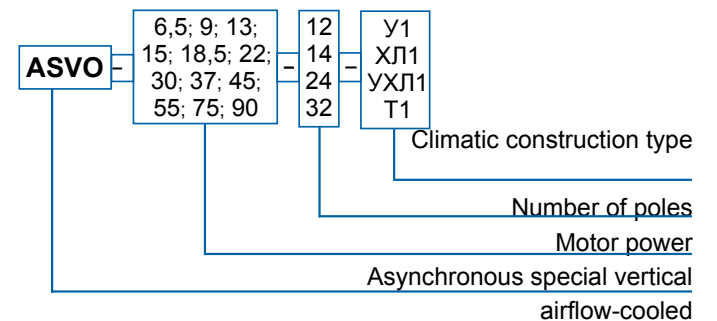 6,5; 9; 13; 12 У1
ASVO – 15; 18,5; 22; – 14 – ХЛ1
30; 37; 45; 24 УХЛ1
55; 75; 90 32 Т1
Climatic construction type
Number of poles
Motor power
Asynchronous special vertical
airflow-cooled